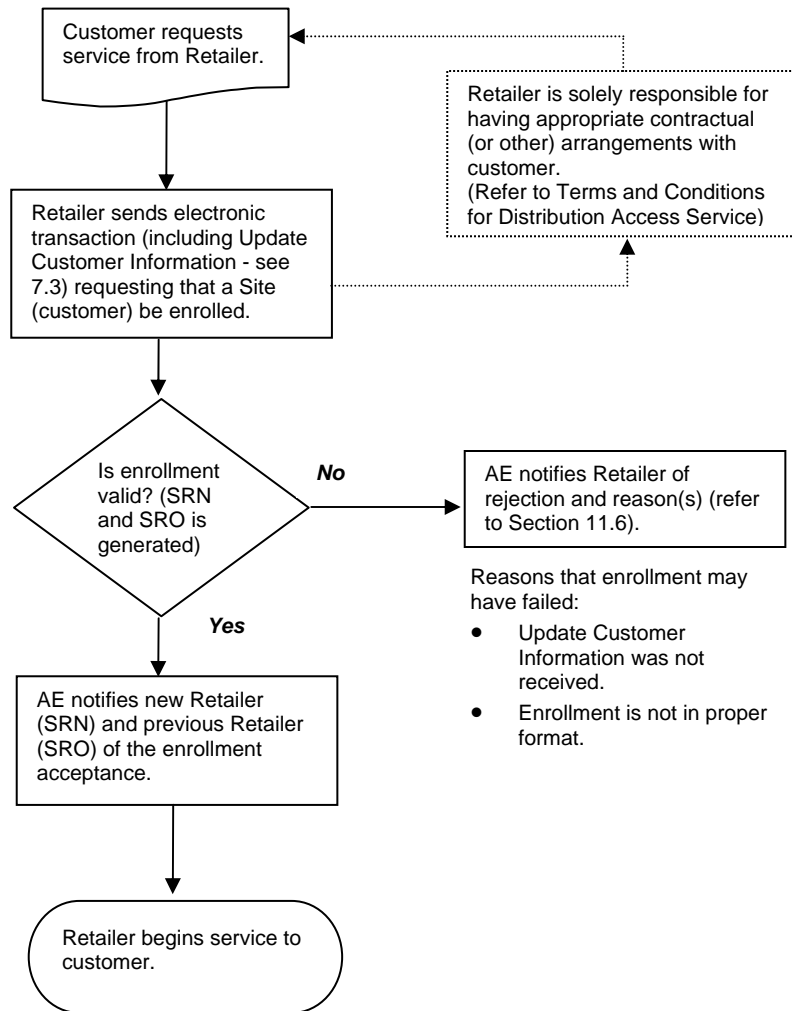 Customer requests
service from Retailer.
Retailer is solely responsible for
having appropriate contractual
(or other) arrangements with
customer.
(Refer to Terms and Conditions
for Distribution Access Service)
Retailer sends electronic
transaction (including Update
Customer Information - see
7.3) requesting that a Site
(customer) be enrolled.
Is enrollment
valid? (SRN
and SRO is
generated)
No
AE notifies Retailer of
rejection and reason(s) (refer
to Section 11.6).
Reasons that enrollment may
have failed:
• Update Customer
Information was not
received.
• Enrollment is not in proper
format.
Yes
AE notifies new Retailer
(SRN) and previous Retailer
(SRO) of the enrollment
acceptance.
Retailer begins service to
customer.